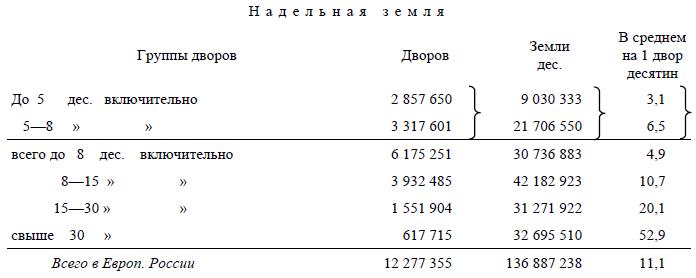 Надельная земля
Группы дворов Дворов Земли дес. В среднем на 1 двор десятин
До 5 дес. включительно 2 857 650 9 030 333 3,1
5—8 » » 3 317 601 21 706 550 6,5
всего до 8 дес. включительно 6 175 251 30 736 883 4,9
8—15 » » 3 932 485 42 182 923 10,7
15—30 » » 1 551 904 31 271 922 20,1
свыше 30 » 617 715 32 695 510 52,9
Всего в Европ. России 12 277 355 136 887 238 11,1